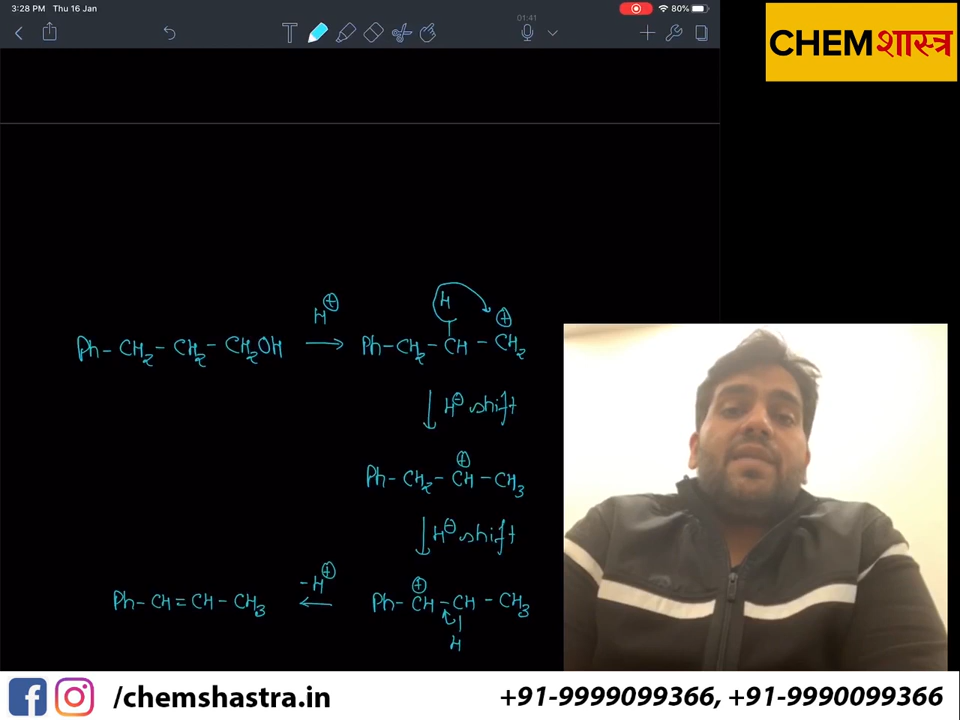 3:28 PM Thu 16 Jan
80%
01:41
T
CHEMशास्त्र
H
H⊕
⊕
Ph-CH₂-CH₂-CH₂OH → Ph-CH₂-CH-CH₂
↓ H⊖ shift
⊕
Ph-CH₂-CH-CH₃
↓ H⊖ shift
-H⊕
⊕
Ph-CH=CH-CH₃ ← Ph-CH-CH-CH₃
H
/chemshastra.in
+91-9999099366, +91-9990099366